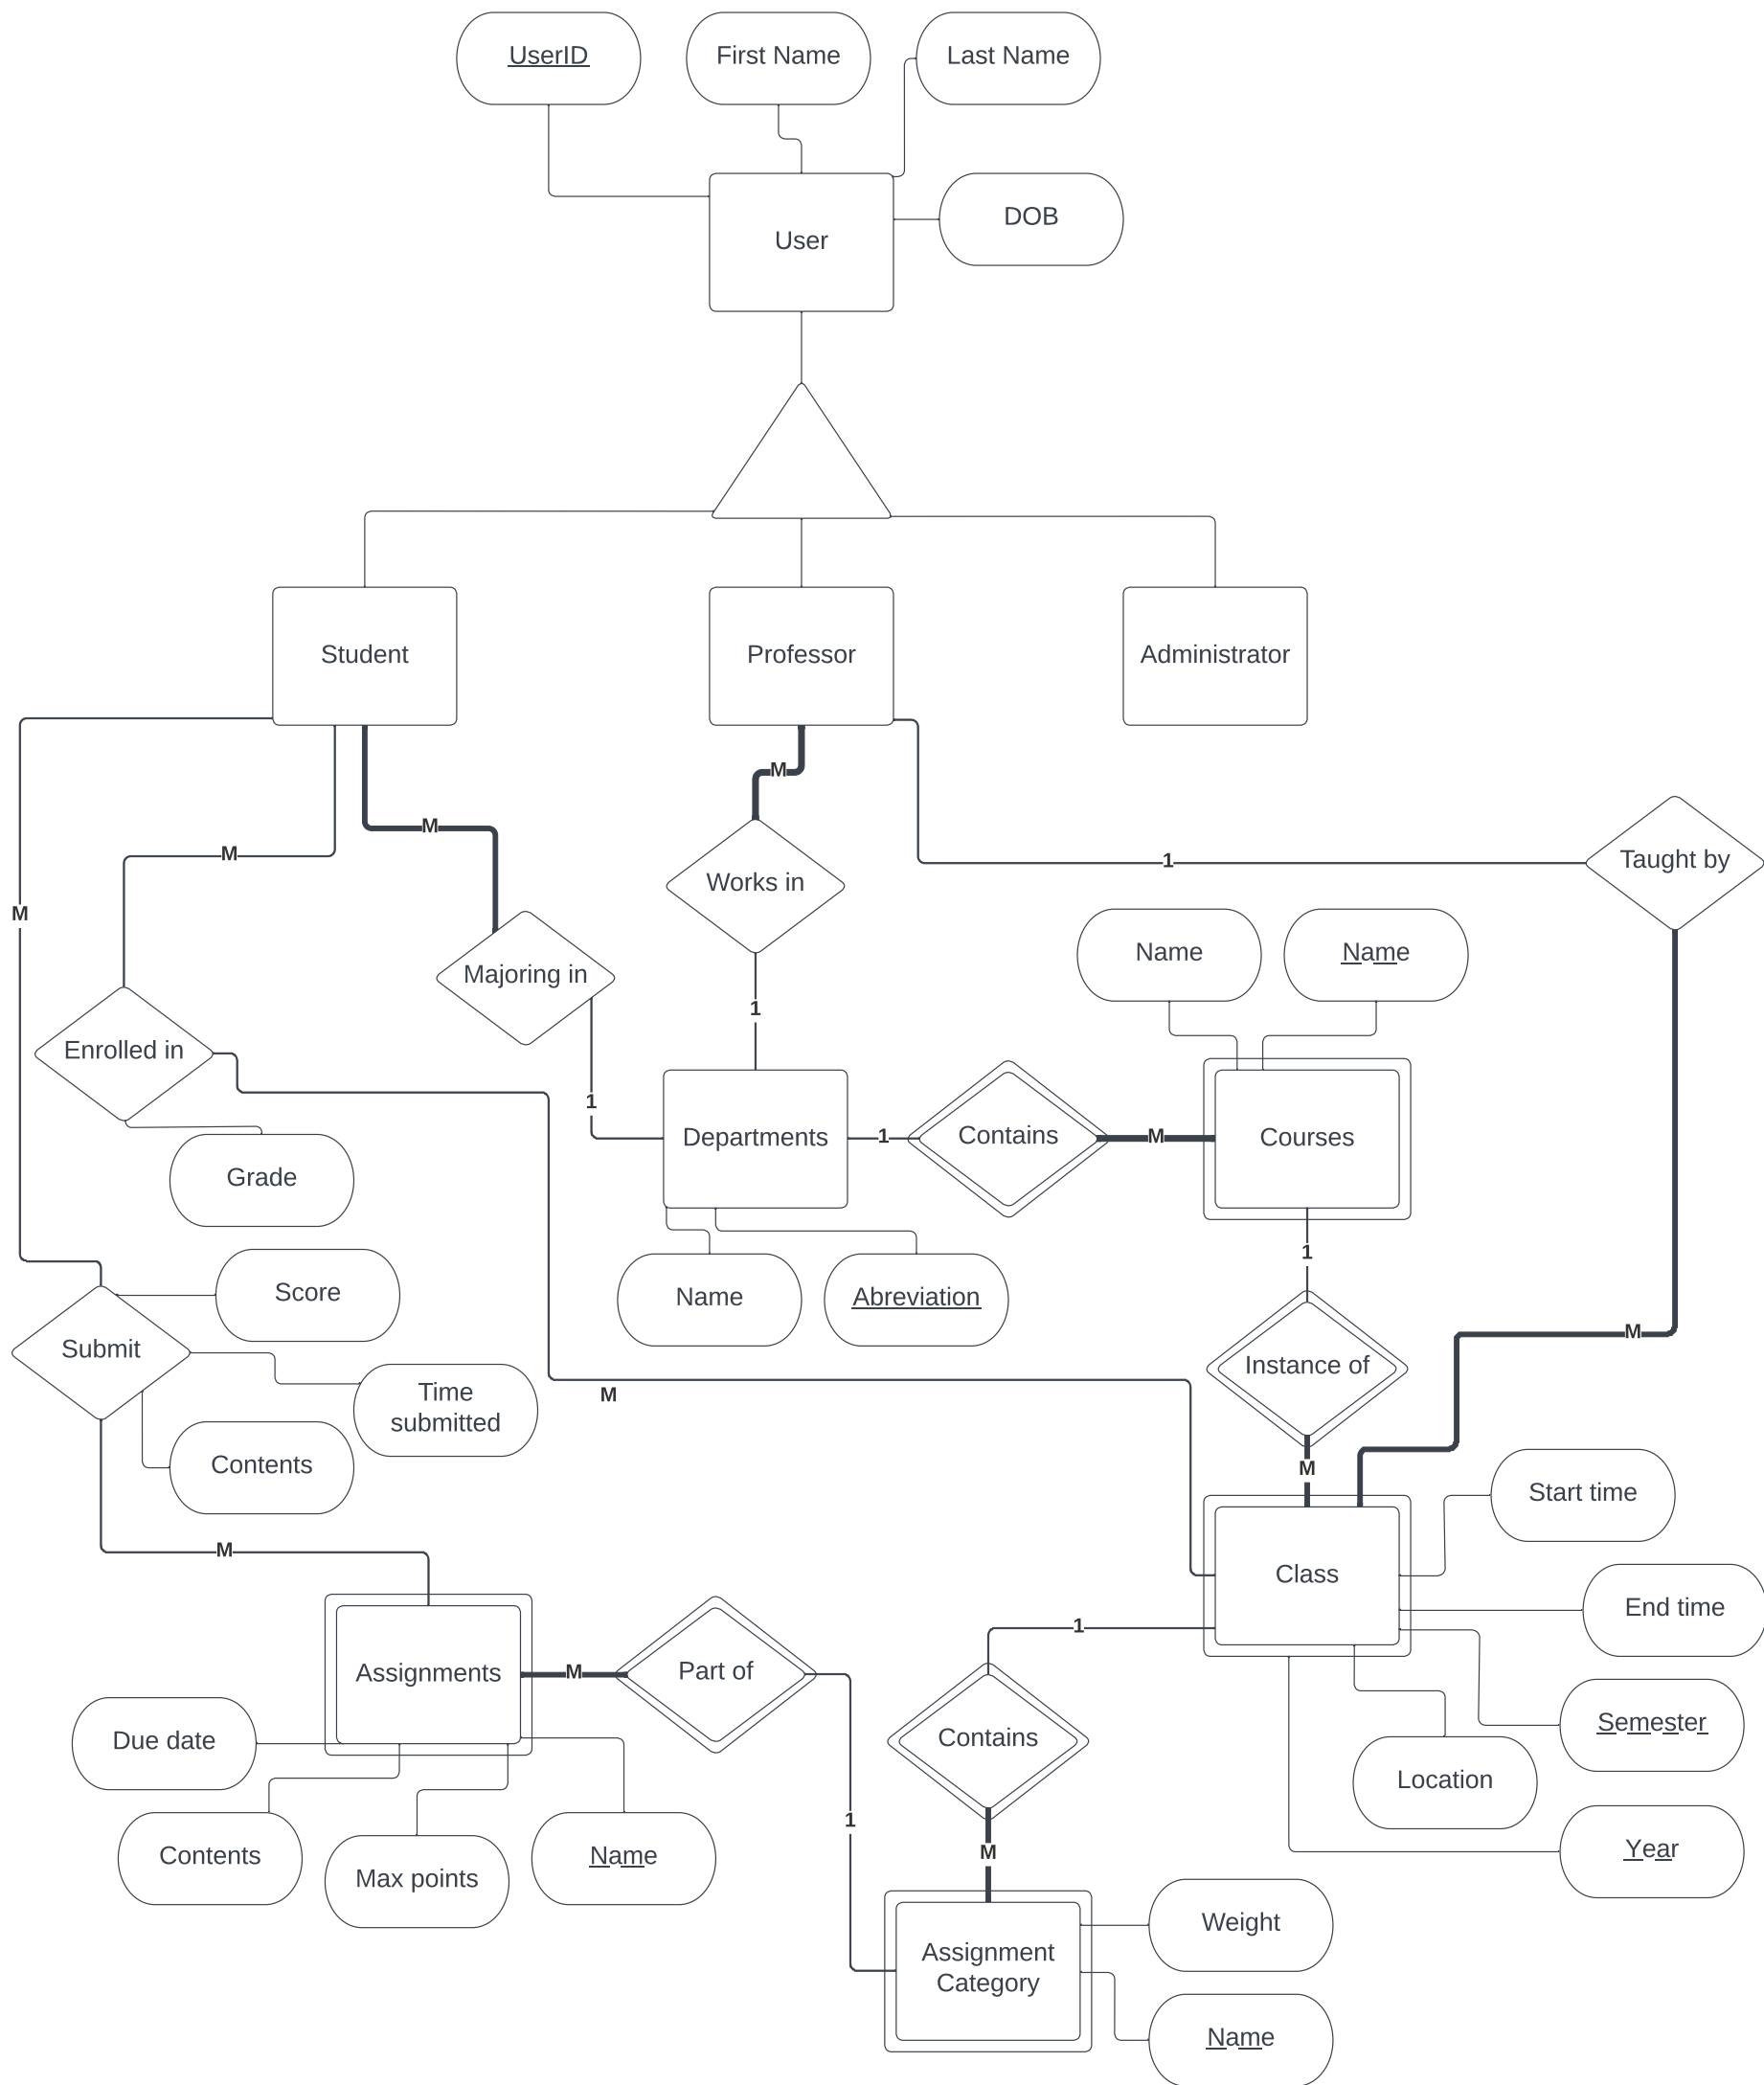 UserID
First Name
Last Name
DOB
User
Student
Professor
Administrator
M
M
M
1
Taught by
Works in
M
Name
Name
Majoring in
1
Enrolled in
1
Departments
1
Contains
M
Courses
Grade
1
Score
Name
Abreviation
M
Submit
Instance of
Time
submitted
M
Contents
M
Start time
M
Class
End time
1
Assignments
M
Part of
Semester
Due date
Contains
Location
1
Contents
Max points
Name
M
Year
Weight
Assignment
Category
Name